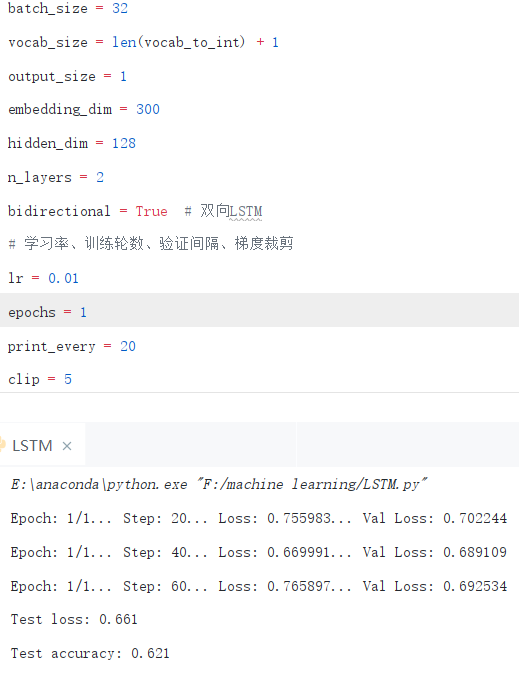 batch_size = 32
vocab_size = len(vocab_to_int) + 1
output_size = 1
embedding_dim = 300
hidden_dim = 128
n_layers = 2
bidirectional = True  # 双向LSTM
# 学习率、训练轮数、验证间隔、梯度裁剪
lr = 0.01
epochs = 1
print_every = 20
clip = 5
LSTM ×
E:\anaconda\python.exe "F:/machine learning/LSTM.py"
Epoch: 1/1... Step: 20... Loss: 0.755983... Val Loss: 0.702244
Epoch: 1/1... Step: 40... Loss: 0.669991... Val Loss: 0.689109
Epoch: 1/1... Step: 60... Loss: 0.765897... Val Loss: 0.692534
Test loss: 0.661
Test accuracy: 0.621